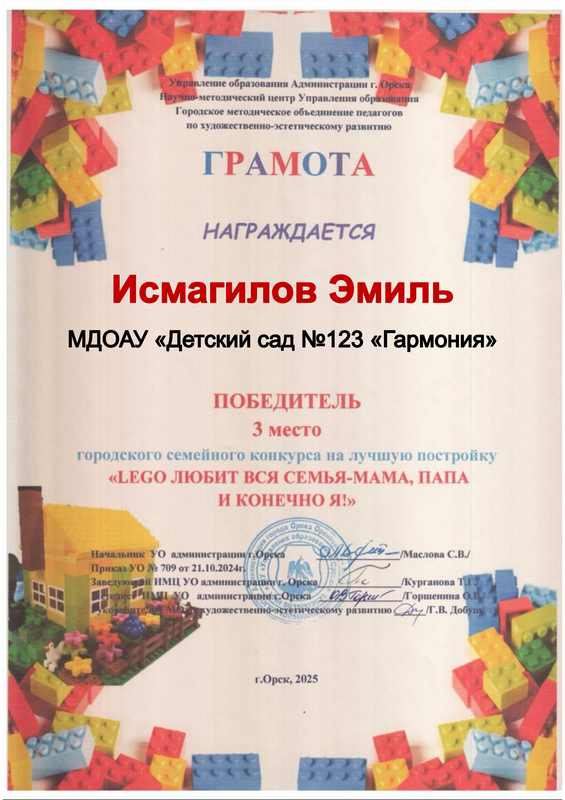 Управление образования Администрации г. Орска
Научно-методический центр Управления образования
Городское методическое объединение педагогов
по художественно-эстетическому развитию
ГРАМОТА
НАГРАЖДАЕТСЯ
Исмагилов Эмиль
МДОАУ «Детский сад №123 «Гармония»
ПОБЕДИТЕЛЬ
3 место
городского семейного конкурса на лучшую постройку
«LEGO ЛЮБИТ ВСЯ СЕМЬЯ-МАМА, ПАПА
И КОНЕЧНО Я!»
Начальник УО администрации г.Орска /Маслова С.В./
Приказ УО № 709 от 21.10.2024г.
Заведующий ИМЦ УО администрации г. Орска /Курганова Т.Г./
УО администрации г.Орска /Горшенина О.В./
художественно-эстетическому развитию /Г.В.
г.Орск, 2025